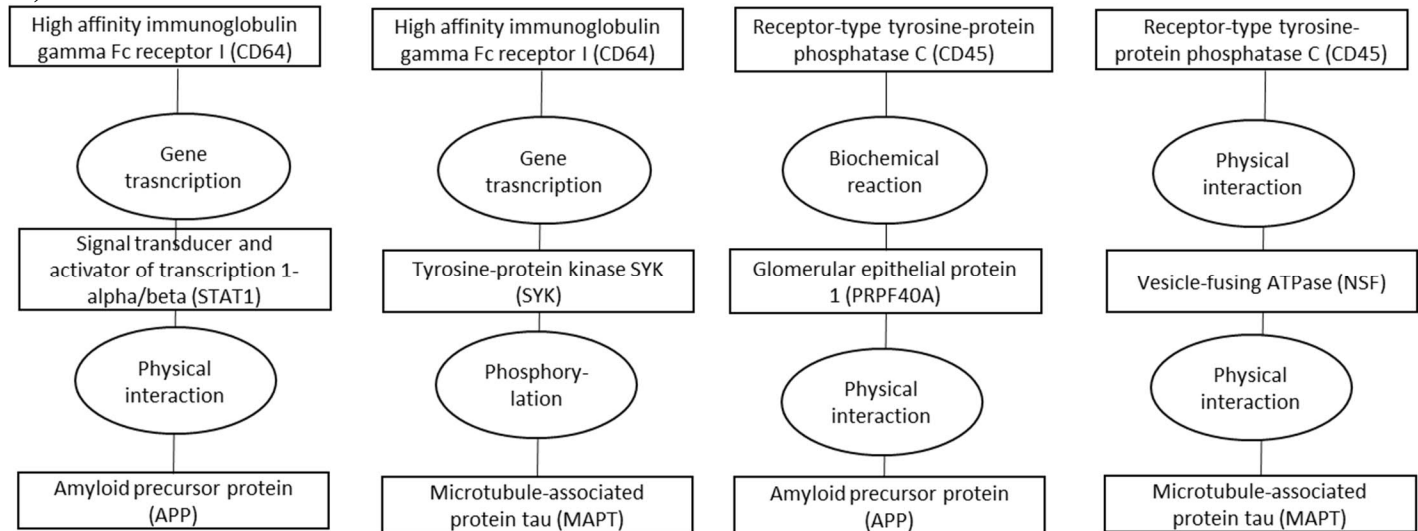 High affinity immunoglobulin
gamma Fc receptor I (CD64)
Gene
trasncription
Signal transducer and
activator of transcription 1-
alpha/beta (STAT1)
Physical
interaction
Amyloid precursor protein
(APP)
High affinity immunoglobulin
gamma Fc receptor I (CD64)
Gene
trasncription
Tyrosine-protein kinase SYK
(SYK)
Phosphory-
lation
Microtubule-associated
protein tau (MAPT)
Receptor-type tyrosine-protein
phosphatase C (CD45)
Biochemical
reaction
Glomerular epithelial protein
1 (PRPF40A)
Physical
interaction
Amyloid precursor protein
(APP)
Receptor-type tyrosine-
protein phosphatase C (CD45)
Physical
interaction
Vesicle-fusing ATPase (NSF)
Physical
interaction
Microtubule-associated
protein tau (MAPT)